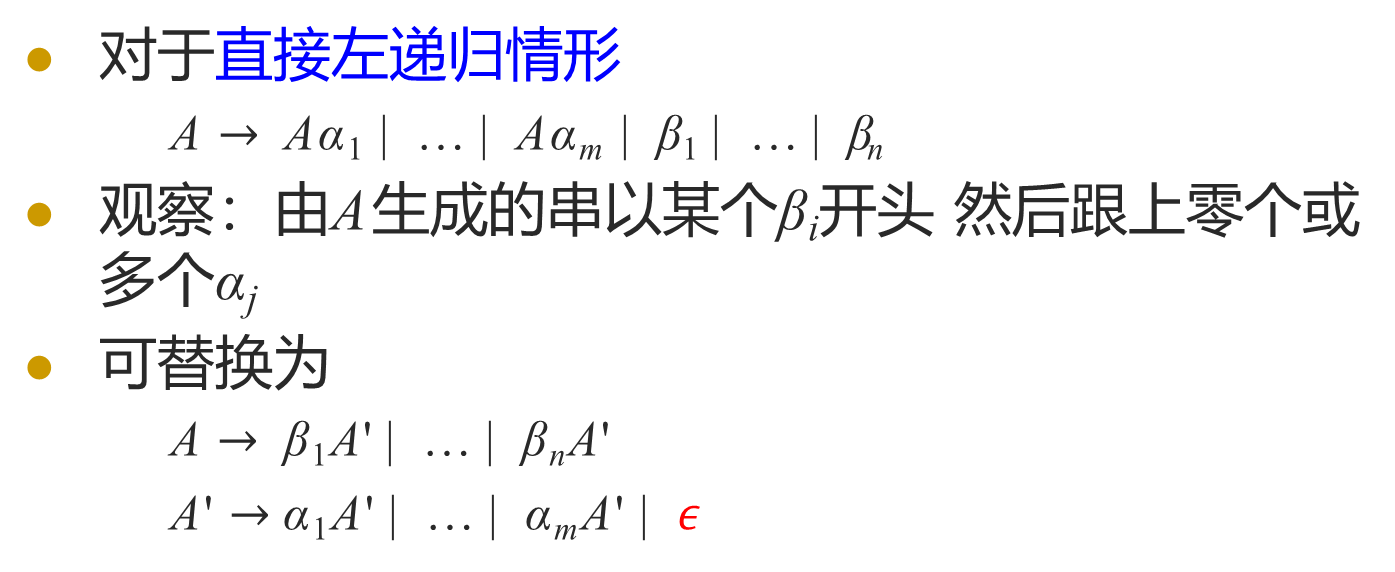 ● 对于直接左递归情形
A → Aα₁ | … | Aαₘ | β₁ | … | βₙ
● 观察：由A生成的串以某个βᵢ开头 然后跟上零个或
多个αⱼ
● 可替换为
A → β₁A' | … | βₙA'
A' → α₁A' | … | αₘA' | ϵ